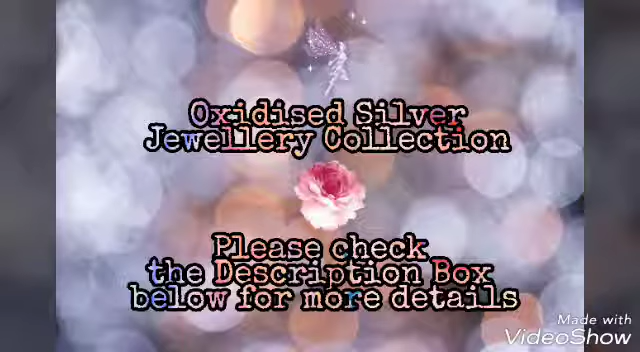 Oxidised Silver
Jewellery Collection
Please check
the Description Box
below for more details
Made with
VideoShow